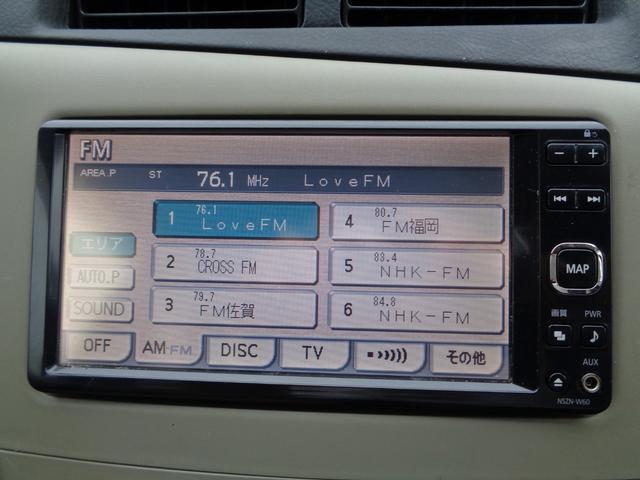 FM
AREA.P ST 76.1 MHz LoveFM
1 76.1 LoveFM
2 78.7 CROSS FM
3 79.7 FM佐賀
4 80.7 FM福岡
5 83.4 NHK-FM
6 84.8 NHK-FM
エリア
AUTO.P
SOUND
OFF
AM・FM
DISC
TV
その他
MAP
画質
PWR
AUX
NSZN-W60